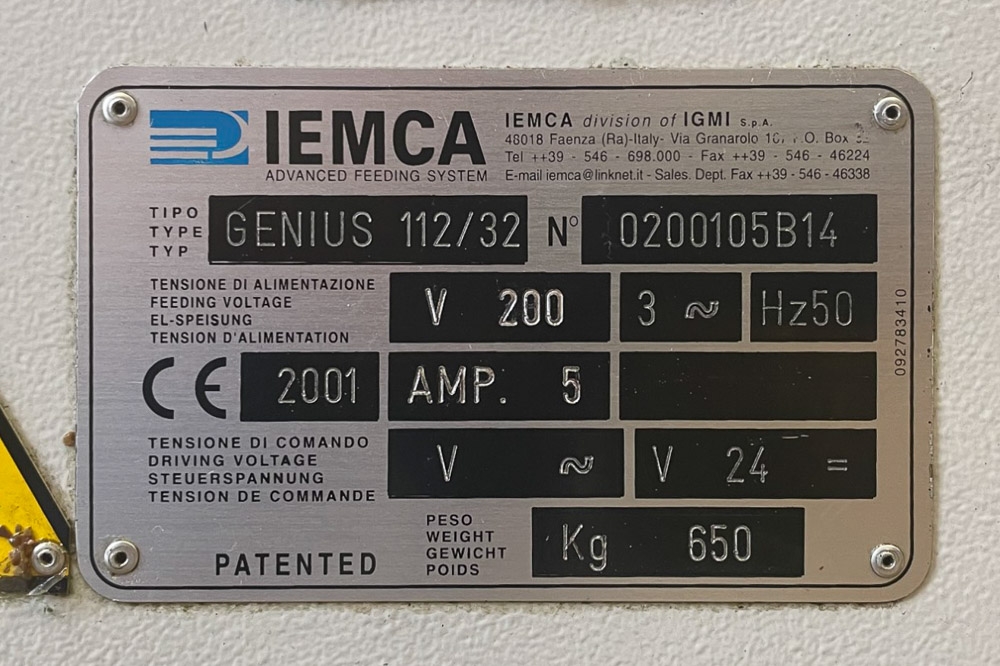 IEMCA
ADVANCED FEEDING SYSTEM
IEMCA division of IGMI S.p.A.
48018 Faenza (Ra)-Italy- Via Granarolo P.O. Box
Tel ++39 - 546 - 698.000 - Fax ++39 - 546 - 46224
E-mail iemca@linknet.it - Sales. Dept. Fax ++39 - 546 - 46338
TIPO
TYPE
TYP
GENIUS 112/32
N° 0200105B14
TENSIONE DI ALIMENTAZIONE
FEEDING VOLTAGE
EL-SPEISUNG
TENSION D'ALIMENTATION
V 200
3 ~
Hz50
CE 2001
AMP. 5
TENSIONE DI COMANDO
DRIVING VOLTAGE
STEUERSPANNUNG
TENSION DE COMMANDE
V ~
V 24 =
PATENTED
PESO
WEIGHT
GEWICHT
POIDS
Kg 650
092783410